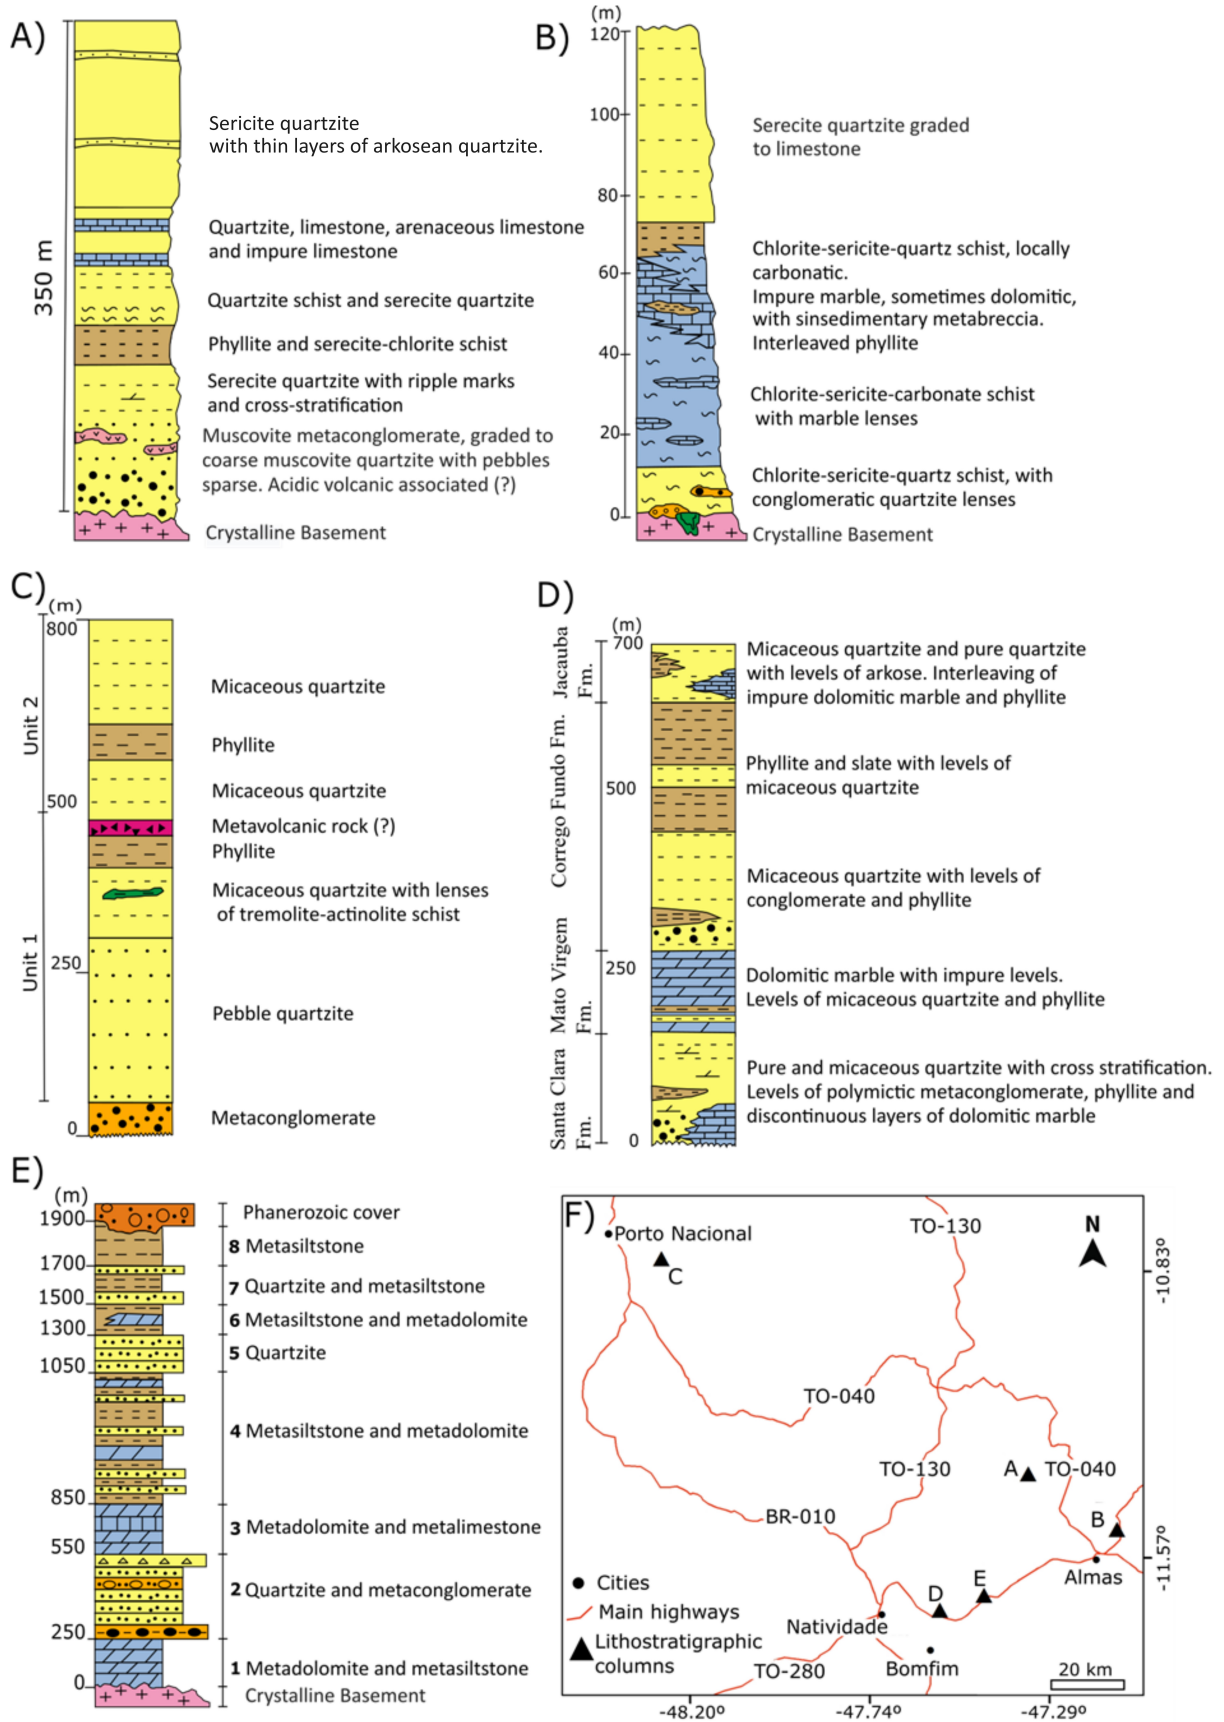 A)
350 m
Sericite quartzite
with thin layers of arkosean quartzite.
Quartzite, limestone, arenaceous limestone
and impure limestone
Quartzite schist and serecite quartzite
Phyllite and serecite-chlorite schist
Serecite quartzite with ripple marks
and cross-stratification
Muscovite metaconglomerate, graded to
coarse muscovite quartzite with pebbles
sparse. Acidic volcanic associated (?)
Crystalline Basement
B)
(m)
120
100
80
60
40
20
0
Serecite quartzite graded
to limestone
Chlorite-sericite-quartz schist, locally
carbonatic.
Impure marble, sometimes dolomitic,
with sinsedimentary metabreccia.
Interleaved phyllite
Chlorite-sericite-carbonate schist
with marble lenses
Chlorite-sericite-quartz schist, with
conglomeratic quartzite lenses
Crystalline Basement
C)
(m)
800
500
250
0
Unit 2
Unit 1
Micaceous quartzite
Phyllite
Micaceous quartzite
Metavolcanic rock (?)
Phyllite
Micaceous quartzite with lenses
of tremolite-actinolite schist
Pebble quartzite
Metaconglomerate
D)
(m)
700
500
250
0
Jacauba
Fm.
Corrego Fundo Fm.
Mato Virgem
Fm.
Santa Clara
Fm.
Micaceous quartzite and pure quartzite
with levels of arkose. Interleaving of
impure dolomitic marble and phyllite
Phyllite and slate with levels of
micaceous quartzite
Micaceous quartzite with levels of
conglomerate and phyllite
Dolomitic marble with impure levels.
Levels of micaceous quartzite and phyllite
Pure and micaceous quartzite with cross stratification.
Levels of polymictic metaconglomerate, phyllite and
discontinuous layers of dolomitic marble
E)
(m)
1900
1700
1500
1300
1050
850
550
250
0
Phanerozoic cover
8 Metasiltstone
7 Quartzite and metasiltstone
6 Metasiltstone and metadolomite
5 Quartzite
4 Metasiltstone and metadolomite
3 Metadolomite and metalimestone
2 Quartzite and metaconglomerate
1 Metadolomite and metasiltstone
Crystalline Basement
F)
Porto Nacional
C
TO-130
N
-10.83º
TO-040
TO-130
A
TO-040
BR-010
B
-11.57º
Almas
E
D
Natividade
Bomfim
TO-280
Cities
Main highways
Lithostratigraphic
columns
20 km
-48.20º
-47.74º
-47.29º